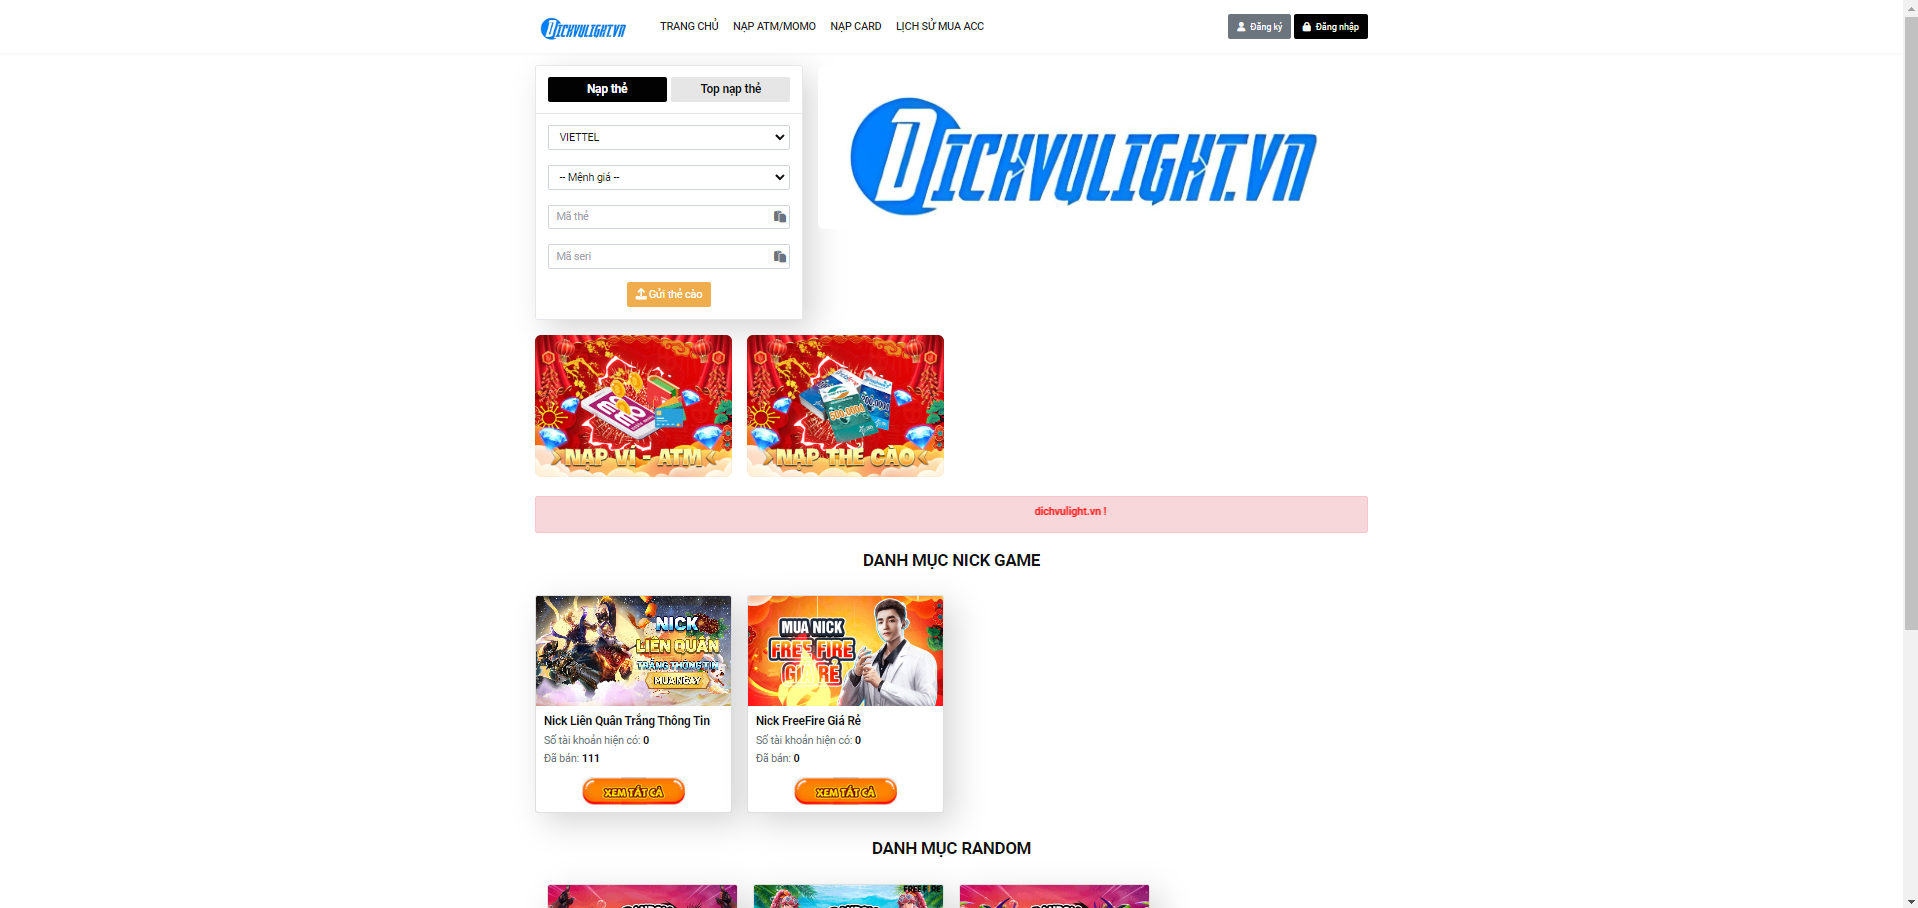 DICHVULIGHT.VN
TRANG CHỦ
NẠP ATM/MOMO
NẠP CARD
LỊCH SỬ MUA ACC
Đăng ký
Đăng nhập
Nạp thẻ
Top nạp thẻ
VIETTEL
-- Mệnh giá --
Mã thẻ
Mã seri
Gửi thẻ cào
DICHVULIGHT.VN
NẠP VÍ - ATM
NẠP THẺ CÀO
dichvulight.vn !
DANH MỤC NICK GAME
NICK
LIÊN QUÂN
TRẮNG THÔNG TIN
MUA NGAY
MUA NICK
FREE FIRE
GIÁ RẺ
Nick Liên Quân Trắng Thông Tin
Số tài khoản hiện có: 0
Đã bán: 111
XEM TẤT CẢ
Nick FreeFire Giá Rẻ
Số tài khoản hiện có: 0
Đã bán: 0
XEM TẤT CẢ
DANH MỤC RANDOM
FREE FIRE